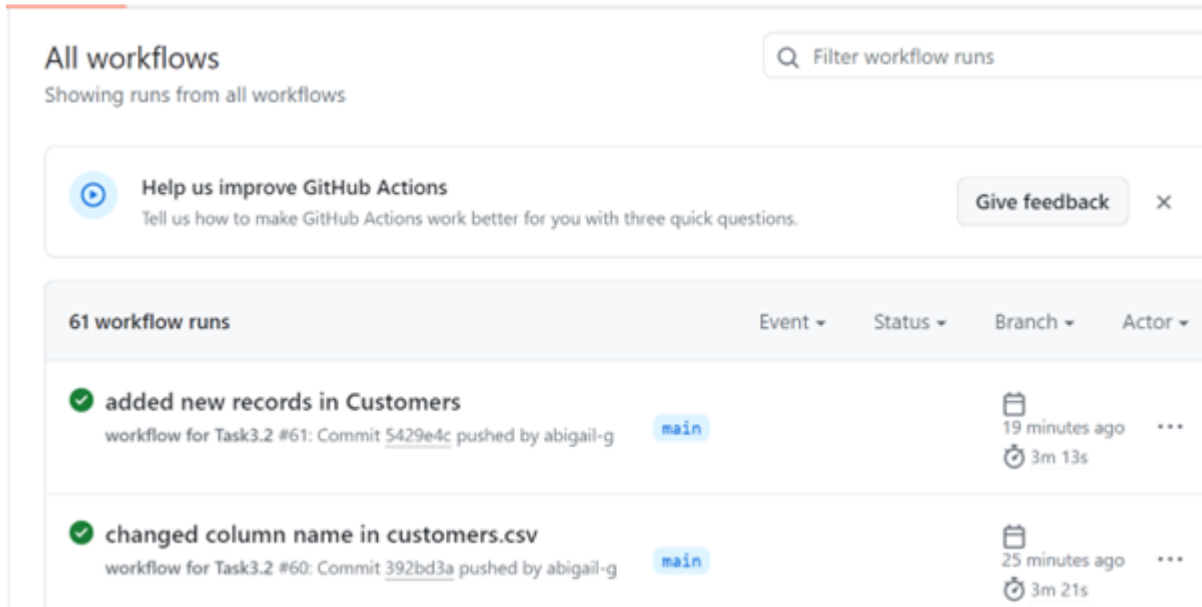 All workflows
Filter workflow runs
Showing runs from all workflows
Help us improve GitHub Actions
Tell us how to make GitHub Actions work better for you with three quick questions.
Give feedback
61 workflow runs
Event
Status
Branch
Actor
added new records in Customers
workflow for Task3.2 #61: Commit 5429e4c pushed by abigail-g
main
19 minutes ago
3m 13s
changed column name in customers.csv
workflow for Task3.2 #60: Commit 392bd3a pushed by abigail-g
main
25 minutes ago
3m 21s